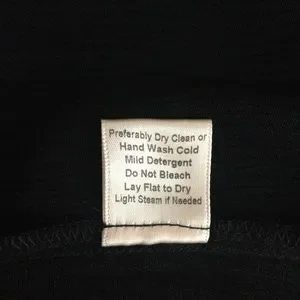 Preferably Dry Clean or
Hand Wash Cold
Mild Detergent
Do Not Bleach
Lay Flat to Dry
Light Steam if Needed